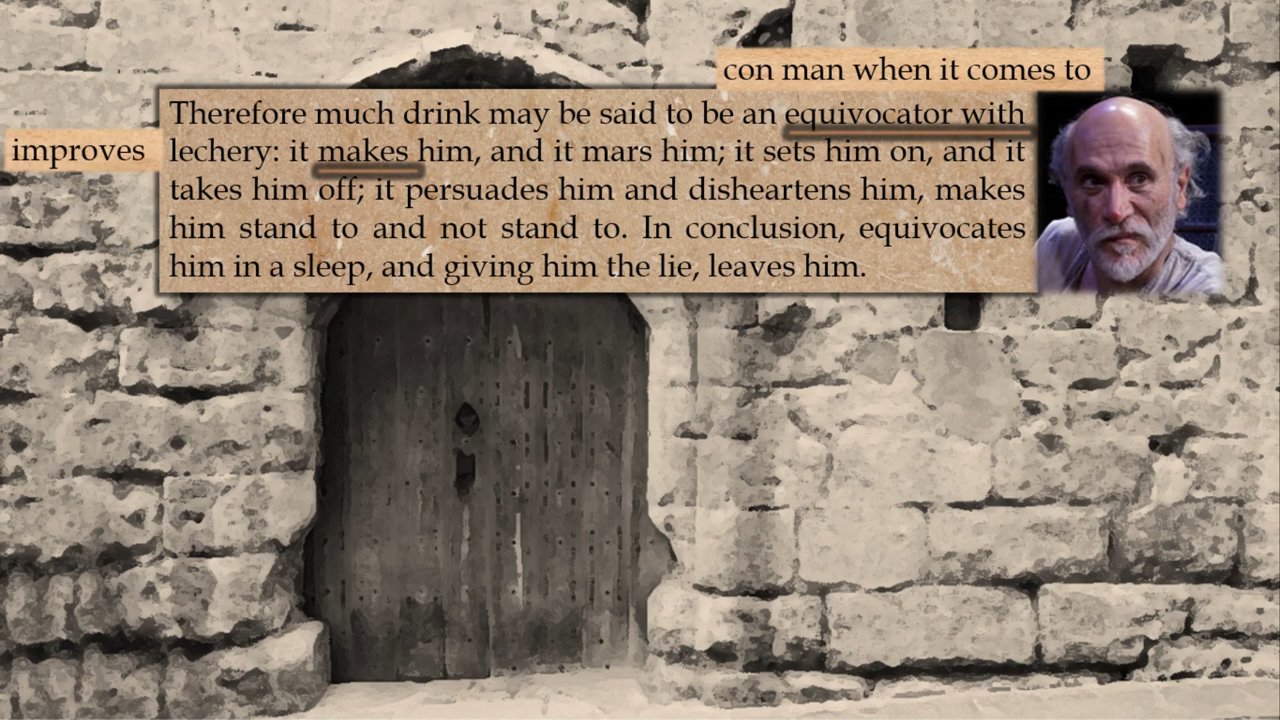 con man when it comes to
Therefore much drink may be said to be an equivocator with
improves
lechery: it makes him, and it mars him; it sets him on, and it
takes him off; it persuades him and disheartens him, makes
him stand to and not stand to. In conclusion, equivocates
him in a sleep, and giving him the lie, leaves him.